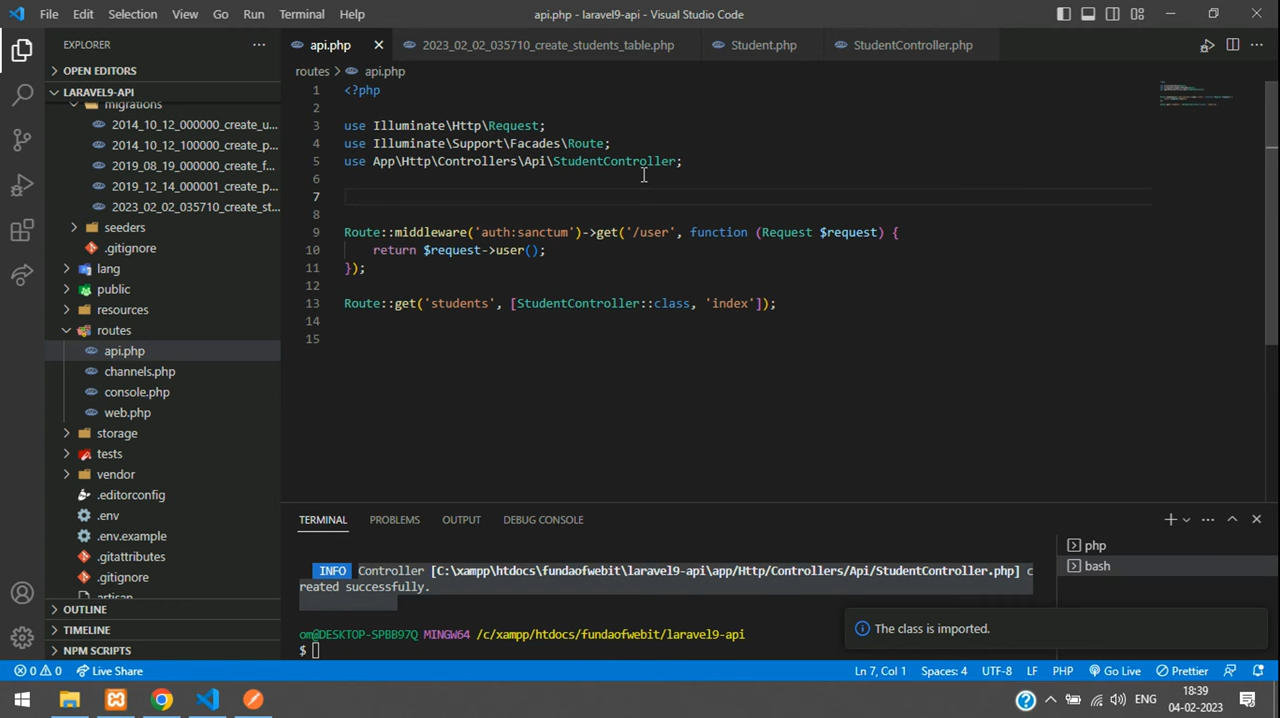 File Edit Selection View Go Run Terminal Help
api.php - laravel9-api - Visual Studio Code
EXPLORER
OPEN EDITORS
LARAVEL9-API
migrations
2014_10_12_000000_create_u...
2014_10_12_100000_create_p...
2019_08_19_000000_create_f...
2019_12_14_000001_create_p...
2023_02_02_035710_create_st...
seeders
.gitignore
lang
public
resources
routes
api.php
channels.php
console.php
web.php
storage
tests
vendor
.editorconfig
.env
.env.example
.gitattributes
.gitignore
artisan
OUTLINE
TIMELINE
NPM SCRIPTS
api.php 2023_02_02_035710_create_students_table.php Student.php StudentController.php
routes > api.php
1 <?php
2
3 use Illuminate\Http\Request;
4 use Illuminate\Support\Facades\Route;
5 use App\Http\Controllers\Api\StudentController;
6
7
8
9 Route::middleware('auth:sanctum')->get('/user', function (Request $request) {
10 return $request->user();
11 });
12
13 Route::get('students', [StudentController::class, 'index']);
14
15
TERMINAL PROBLEMS OUTPUT DEBUG CONSOLE
INFO Controller [C:\xampp\htdocs\fundaofwebit\laravel9-api\app/Http/Controllers/Api/StudentController.php] c
reated successfully.
om@DESKTOP-SPBB97Q MINGW64 /c/xampp/htdocs/fundaofwebit/laravel9-api
$
php
bash
The class is imported.
0 0 Live Share
Ln 7, Col 1 Spaces: 4 UTF-8 LF PHP Go Live Prettier
ENG
18:39
04-02-2023